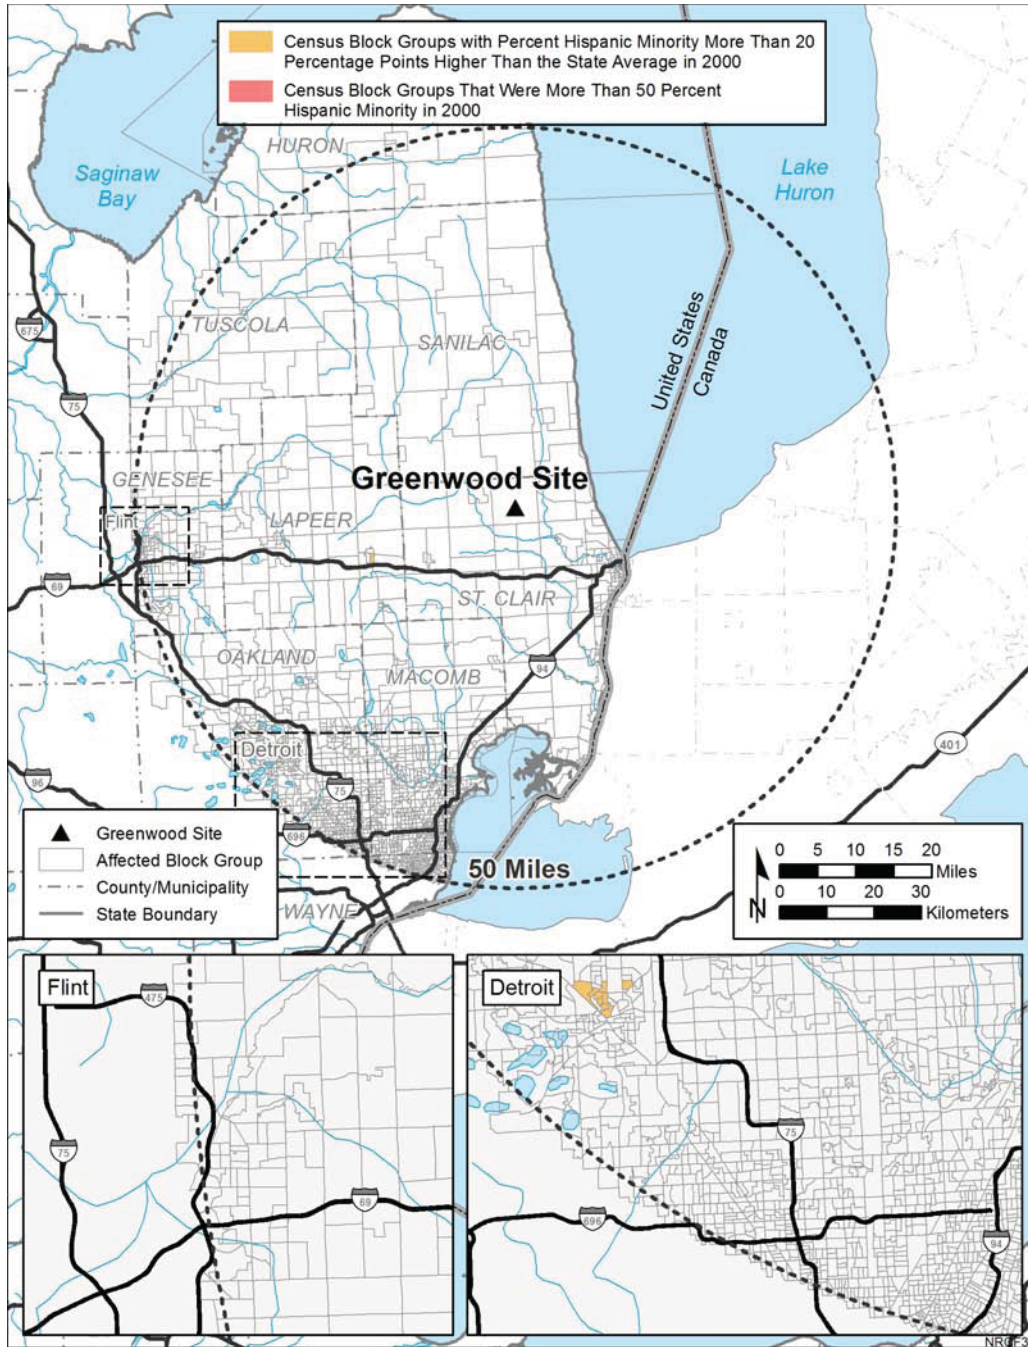 Census Block Groups with Percent Hispanic Minority More Than 20
Percentage Points Higher Than the State Average in 2000
Census Block Groups That Were More Than 50 Percent
Hispanic Minority in 2000
HURON
Saginaw
Bay
Lake
Huron
675
TUSCOLA
SANILAC
United States
Canada
75
GENESEE
Greenwood Site
Flint
LAPEER
69
ST. CLAIR
OAKLAND
MACOMB
94
Detroit
401
96
75
696
Greenwood Site
Affected Block Group
County/Municipality
State Boundary
50 Miles
WAYNE
0 5 10 15 20
Miles
0 10 20 30
Kilometers
N
Flint
475
75
69
Detroit
75
696
94